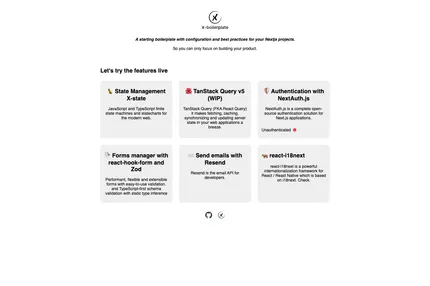 X-boilerplate
A starting boilerplate with configuration and best practices for your Nextjs projects.
So you can only focus on building your product.
Let's try the features live
State Management
X-state
JavaScript and TypeScript finite
state machines and statecharts for
the modern web.
TanStack Query v5
(WIP)
TanStack Query (FKA React Query)
it makes fetching, caching,
synchronizing and updating server
state in your web applications a
breeze.
Authentication with
NextAuth.js
NextAuth.js is a complete open-
source authentication solution for
Next.js applications.
Unauthenticated
Forms manager with
react-hook-form and
Zod
Performant, flexible and extensible
forms with easy-to-use validation.
and TypeScript-first schema
validation with static type inference
Send emails with
Resend
Resend is the email API for
developers.
react-i18next
react-i18next is a powerful
internationalization framework for
React / React Native which is based
on i18next. Check